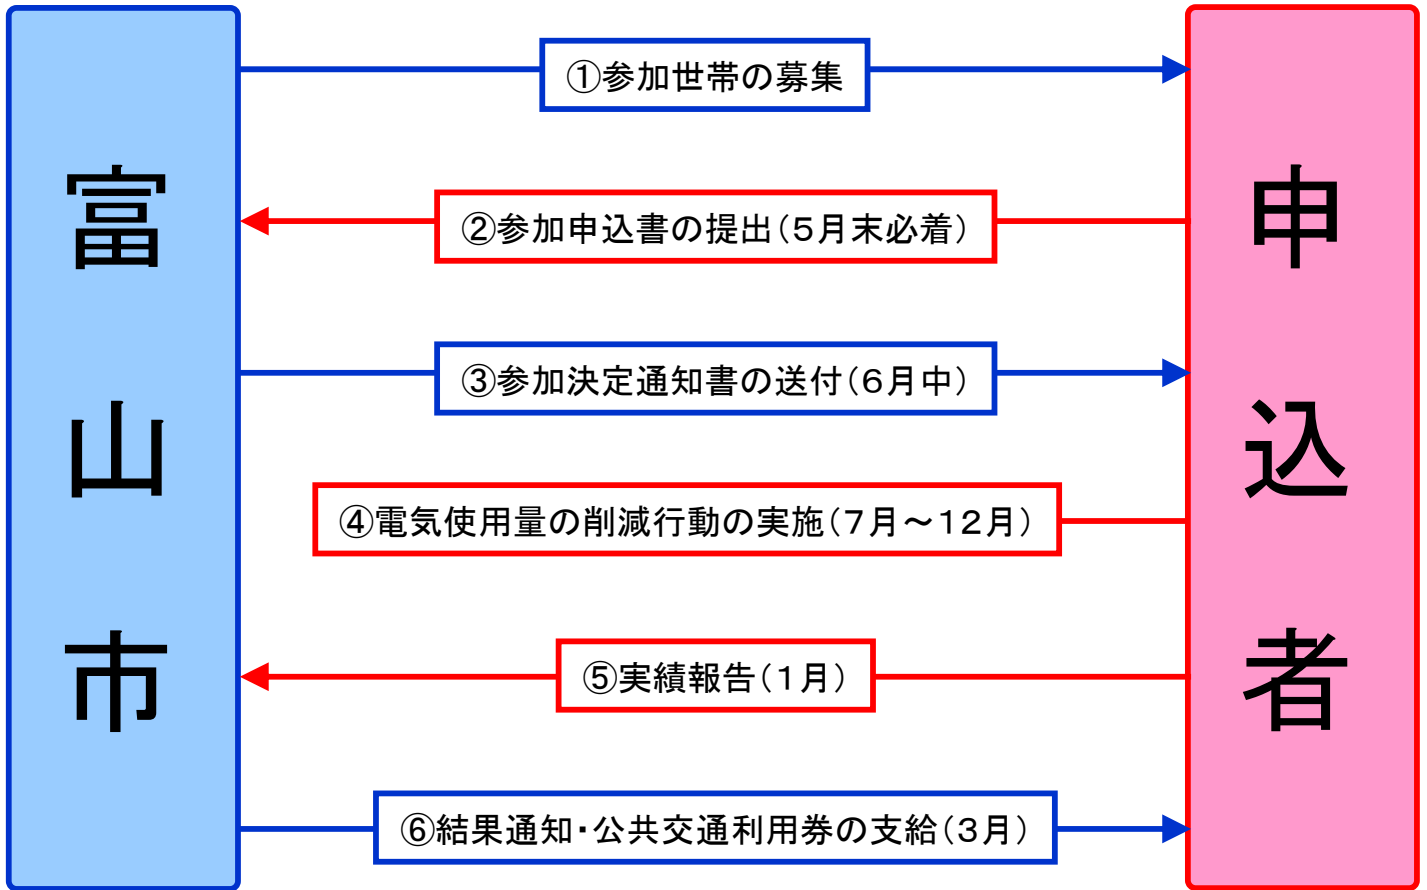 富山市
①参加世帯の募集
②参加申込書の提出(5月末必着)
③参加決定通知書の送付(6月中)
④電気使用量の削減行動の実施(7月~12月)
⑤実績報告(1月)
⑥結果通知・公共交通利用券の支給(3月)
申込者